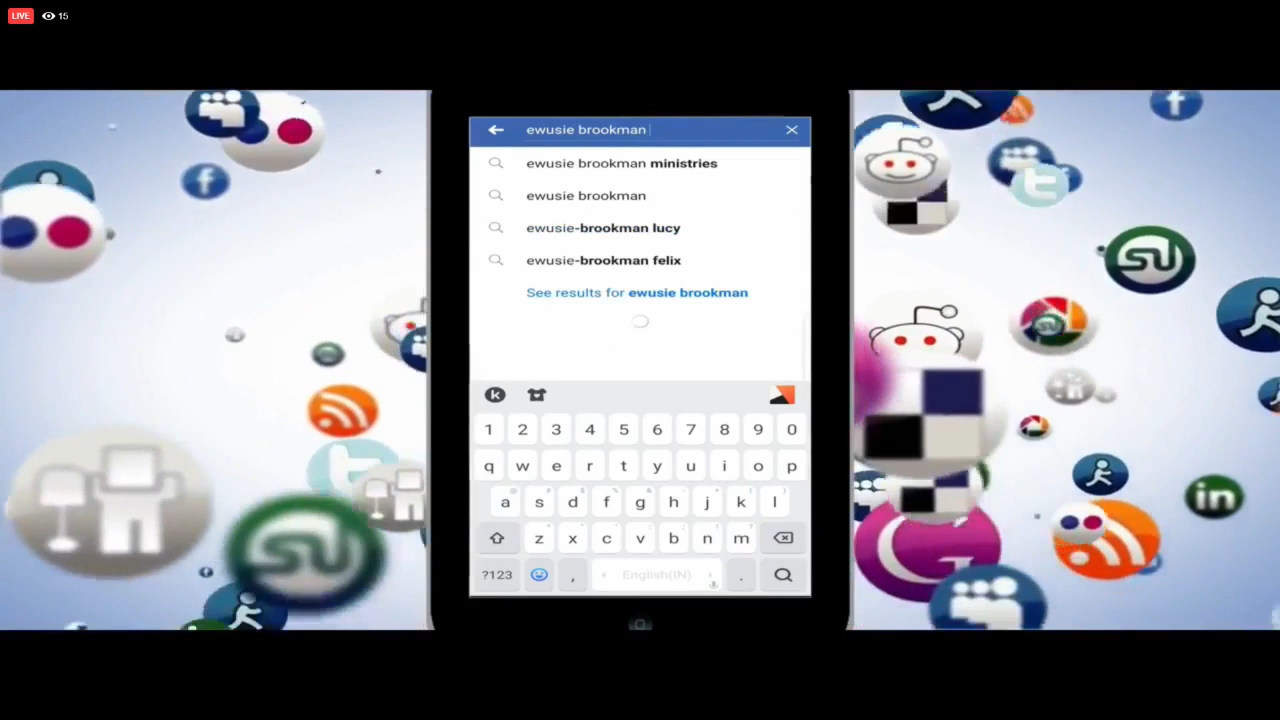 LIVE 15
ewusie brookman
ewusie brookman ministries
ewusie brookman
ewusie-brookman lucy
ewusie-brookman felix
See results for ewusie brookman
1 2 3 4 5 6 7 8 9 0
q w e r t y u i o p
a s d f g h j k l
z x c v b n m
?123 , English(IN) .